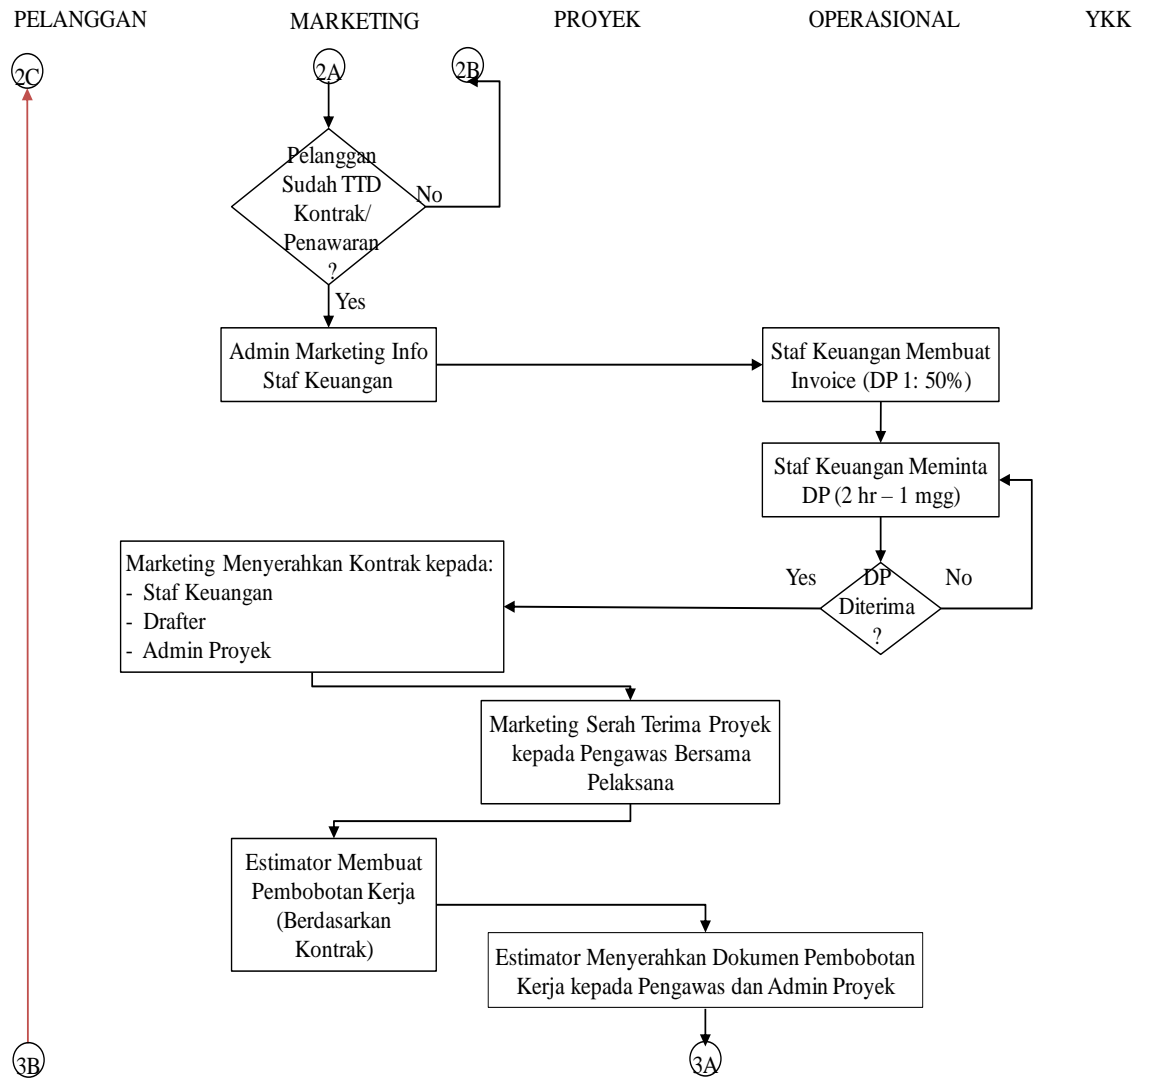 PELANGGAN
MARKETING
PROYEK
OPERASIONAL
YKK
2C
2A
2B
Pelanggan
Sudah TTD
Kontrak/
Penawaran
?
No
Yes
Admin Marketing Info
Staf Keuangan
Staf Keuangan Membuat
Invoice (DP 1: 50%)
Staf Keuangan Meminta
DP (2 hr – 1 mgg)
Marketing Menyerahkan Kontrak kepada:
- Staf Keuangan
- Drafter
- Admin Proyek
Yes
DP
Diterima
?
No
Marketing Serah Terima Proyek
kepada Pengawas Bersama
Pelaksana
Estimator Membuat
Pembobotan Kerja
(Berdasarkan
Kontrak)
Estimator Menyerahkan Dokumen Pembobotan
Kerja kepada Pengawas dan Admin Proyek
3B
3A